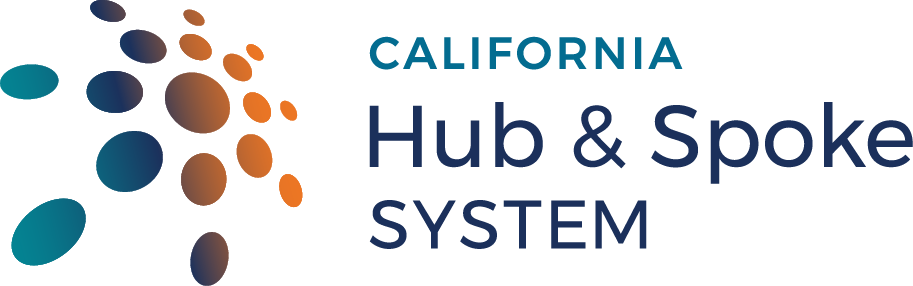 CALIFORNIA
Hub & Spoke
SYSTEM